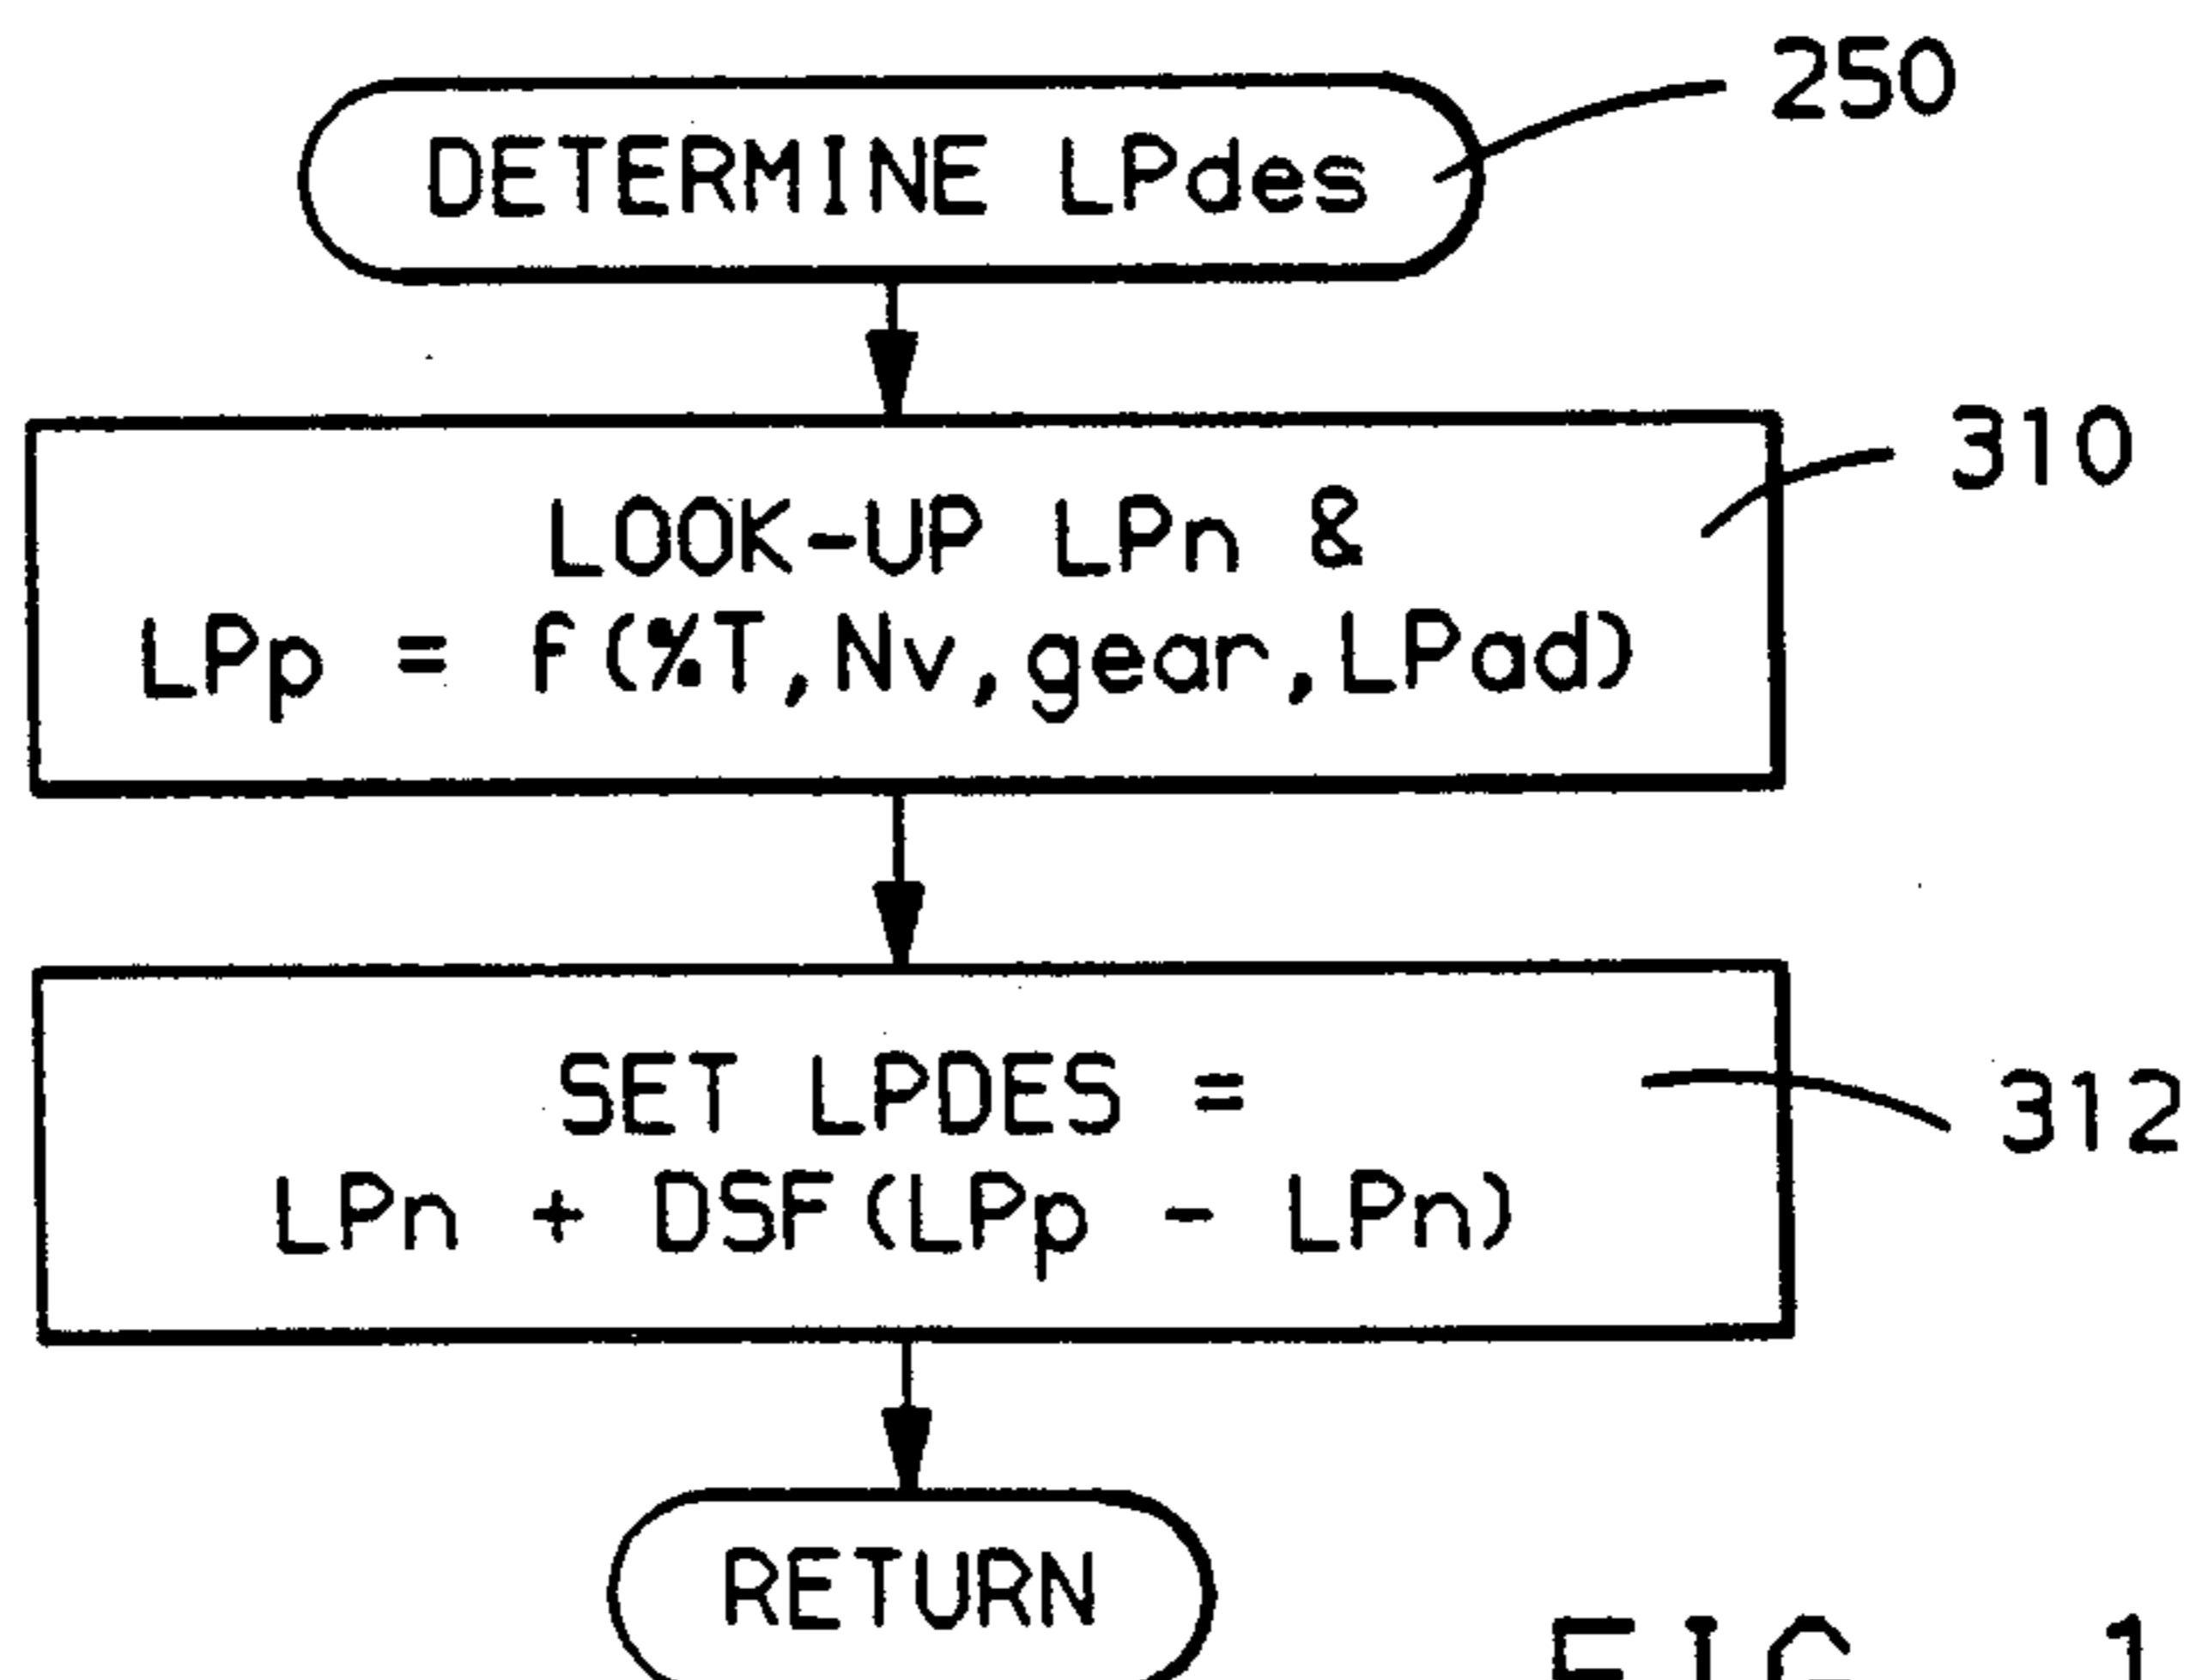 DETERMINE LPdes
250
LOOK-UP LPn &
LPp = f(%T,Nv,gear,LPad)
310
SET LPDES =
LPn + DSF(LPp - LPn)
312
RETURN